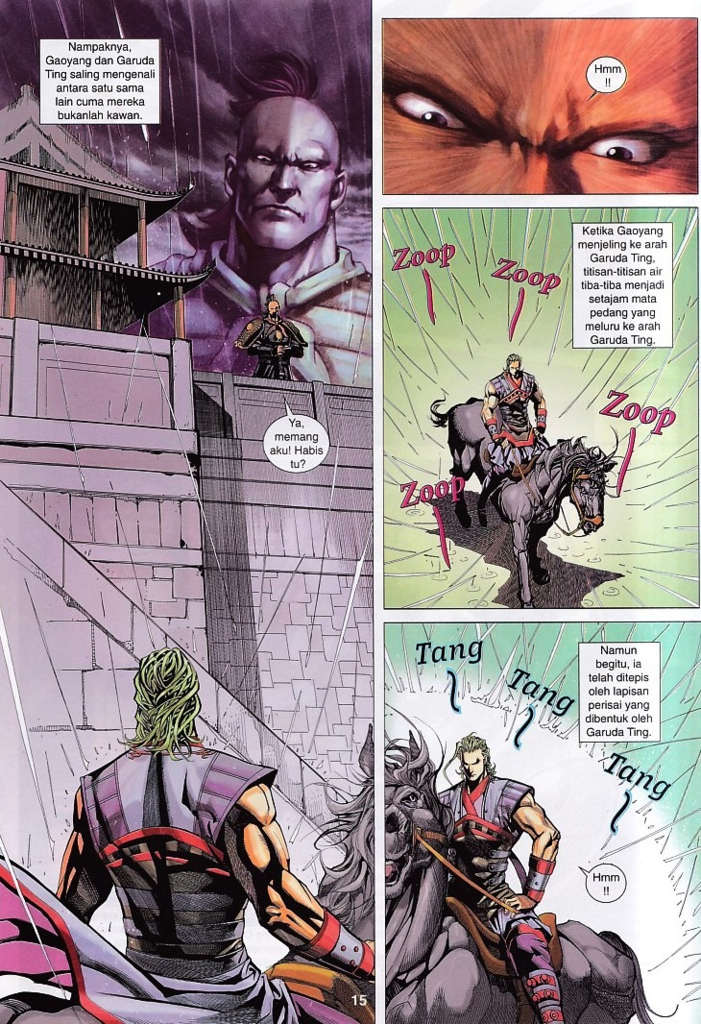 Nampaknya,
Gaoyang dan Garuda
Ting saling mengenali
antara satu sama
lain cuma mereka
bukanlah kawan.
Ya,
memang
aku! Habis
tu?
15
Hmm
!!
Ketika Gaoyang
menjeling ke arah
Garuda Ting,
titisan-titisan air
tiba-tiba menjadi
setajam mata
pedang yang
meluru ke arah
Garuda Ting.
Zoop
Zoop
Zoop
Zoop
Namun
begitu, ia
telah ditepis
oleh lapisan
perisai yang
dibentuk oleh
Garuda Ting.
Tang
Tang
Tang
Hmm
!!